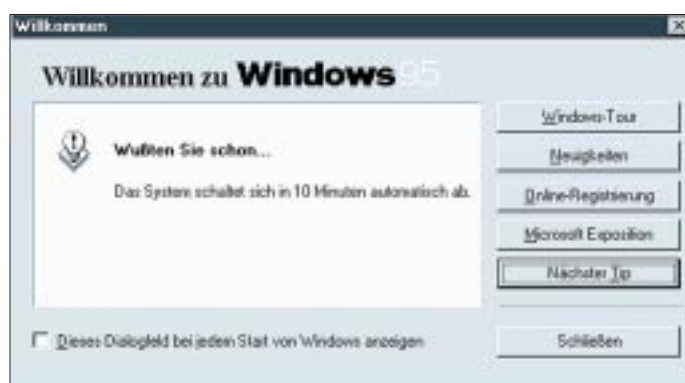 Willkommen
Willkommen zu Windows 95
Wußten Sie schon...
Das System schaltet sich in 10 Minuten automatisch ab.
Windows-Tour
Neuigkeiten
Online-Registrierung
Microsoft Exposition
Nächster Tip
Dieses Dialogfeld bei jedem Start von Windows anzeigen
Schließen